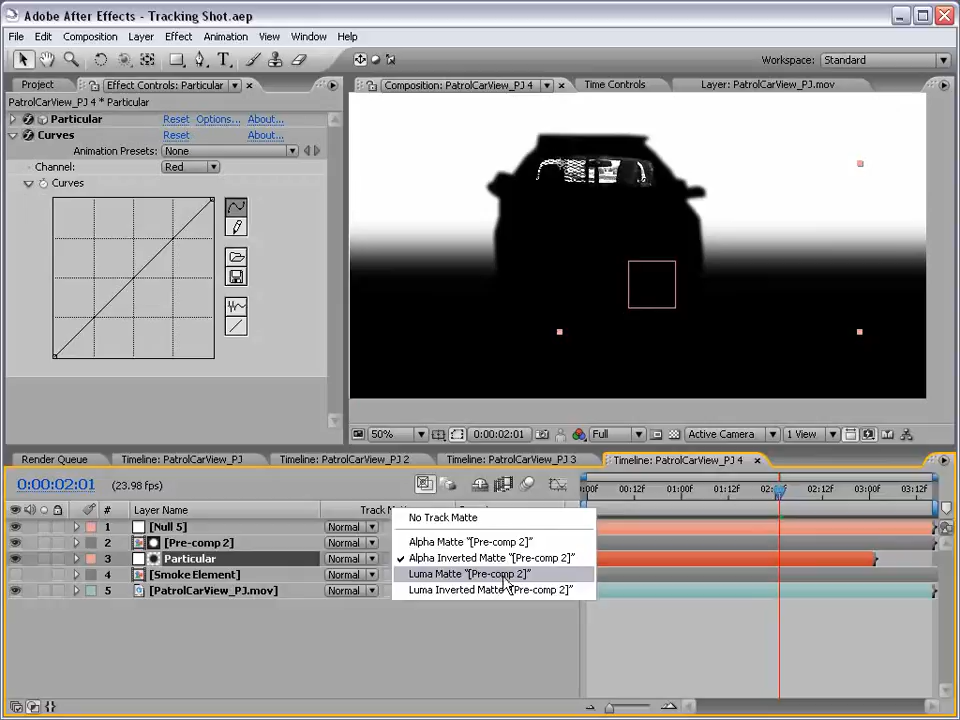 Adobe After Effects - Tracking Shot.aep
File Edit Composition Layer Effect Animation View Window Help
Workspace: Standard
Project Effect Controls: Particular Composition: PatrolCarView_PJ 4 Time Controls Layer: PatrolCarView_PJ.mov
PatrolCarView_PJ 4 * Particular
Particular Reset Options... About...
Curves Reset About...
Animation Presets: None
Channel: Red
Curves
50% 0:00:02:01 Full Active Camera 1 View
Render Queue Timeline: PatrolCarView_PJ Timeline: PatrolCarView_PJ 2 Timeline: PatrolCarView_PJ 3 Timeline: PatrolCarView_PJ 4
0:00:02:01 (23.98 fps)
:00f 00:12f 01:00f 01:12f 02:12f 03:00f 03:12f
# Layer Name
1 [Null 5] Normal
2 [Pre-comp 2] Normal
3 Particular Normal
4 [Smoke Element] Normal
5 [PatrolCarView_PJ.mov] Normal
No Track Matte
Alpha Matte "[Pre-comp 2]"
Alpha Inverted Matte "[Pre-comp 2]"
Luma Matte "[Pre-comp 2]"
Luma Inverted Matte "[Pre-comp 2]"